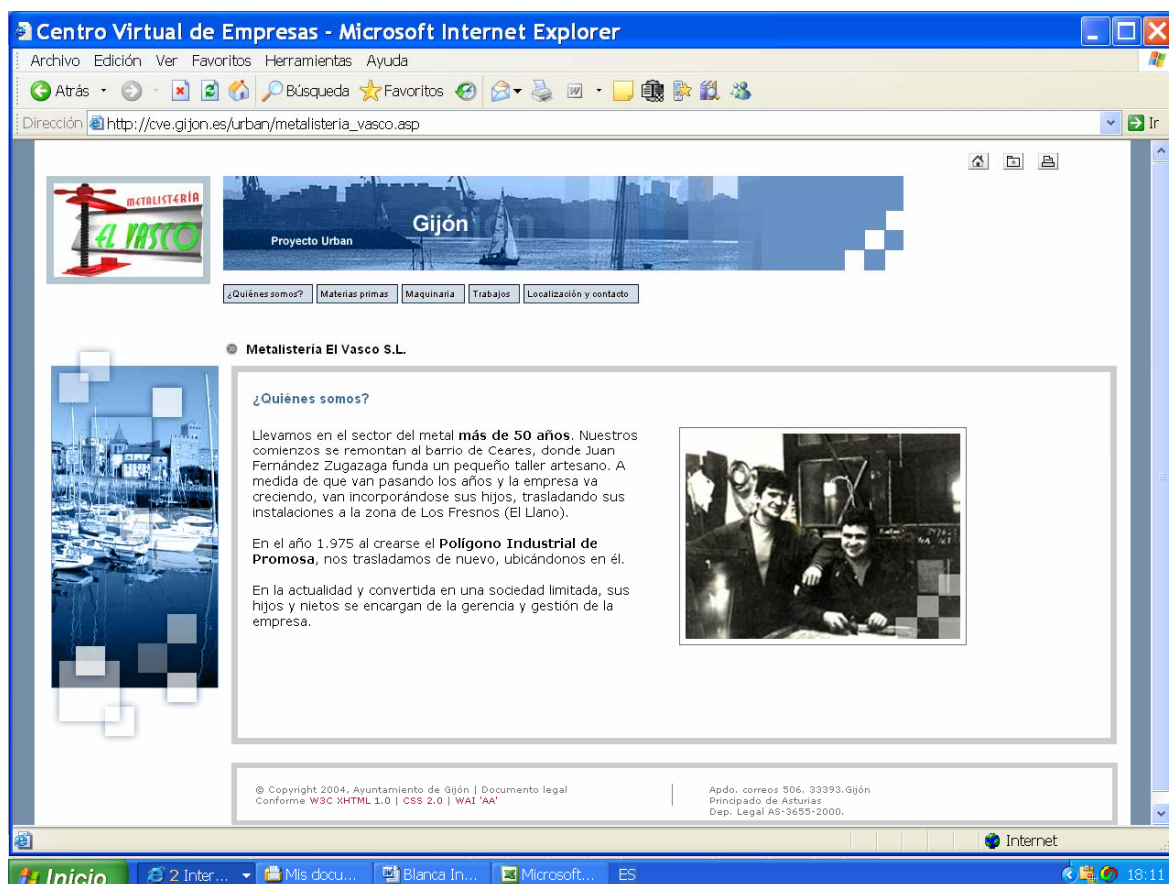 Centro Virtual de Empresas - Microsoft Internet Explorer
Archivo Edición Ver Favoritos Herramientas Ayuda
Atrás Búsqueda Favoritos
Dirección http://cve.gijon.es/urban/metalisteria_vasco.asp Ir
METALISTERÍA
EL VASCO
Gijón
Proyecto Urban
¿Quiénes somos? Materias primas Maquinaria Trabajos Localización y contacto
Metalistería El Vasco S.L.
¿Quiénes somos?
Llevamos en el sector del metal más de 50 años. Nuestros
comienzos se remontan al barrio de Ceares, donde Juan
Fernández Zugazaga funda un pequeño taller artesano. A
medida de que van pasando los años y la empresa va
creciendo, van incorporándose sus hijos, trasladando sus
instalaciones a la zona de Los Fresnos (El Llano).
En el año 1.975 al crearse el Polígono Industrial de
Promosa, nos trasladamos de nuevo, ubicándonos en él.
En la actualidad y convertida en una sociedad limitada, sus
hijos y nietos se encargan de la gerencia y gestión de la
empresa.
© Copyright 2004, Ayuntamiento de Gijón | Documento legal
Conforme W3C XHTML 1.0 | CSS 2.0 | WAI 'AA'
Apdo. correos 506. 33393.Gijón
Principado de Asturias
Dep. Legal AS-3655-2000.
Internet
Inicio 2 Inter... Mis docu... Blanca In... Microsoft... ES 18:11